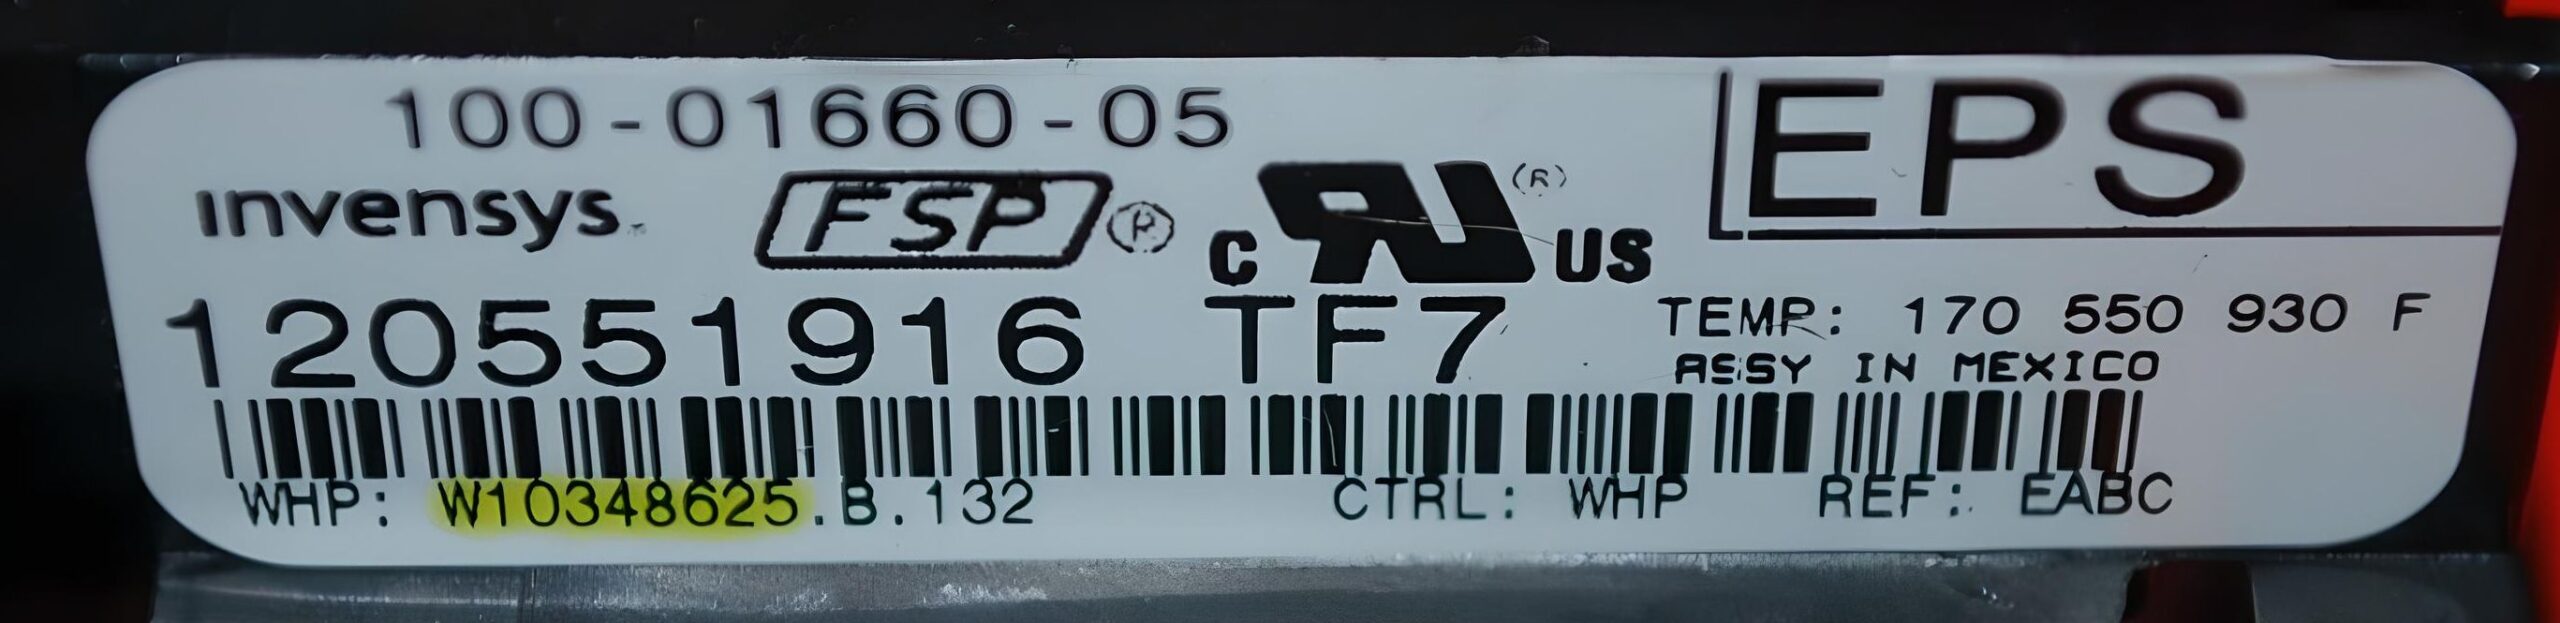 100-01660-05
EPS
invensys
FSP ®
c RU US (R)
120551916 TF7
TEMP: 170 550 930 F
ASSY IN MEXICO
WHP: W10348625.B.132 CTRL: WHP REF: EABC